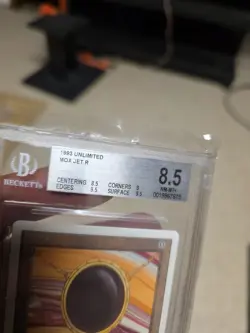 1993 UNLIMITED
MOX JET R
8.5
CENTERING 8.5 CORNERS 9
EDGES 9.5 SURFACE 9.5
NM-MT+
B
BECKETT